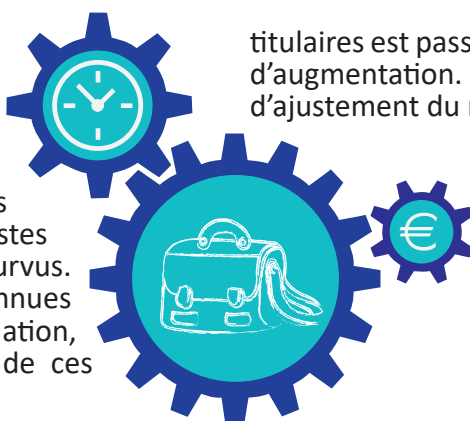 titulaires est pass
d'augmentation.
d'ajustement du
s
stes
urvus.
nnues
ation,
de ces
€